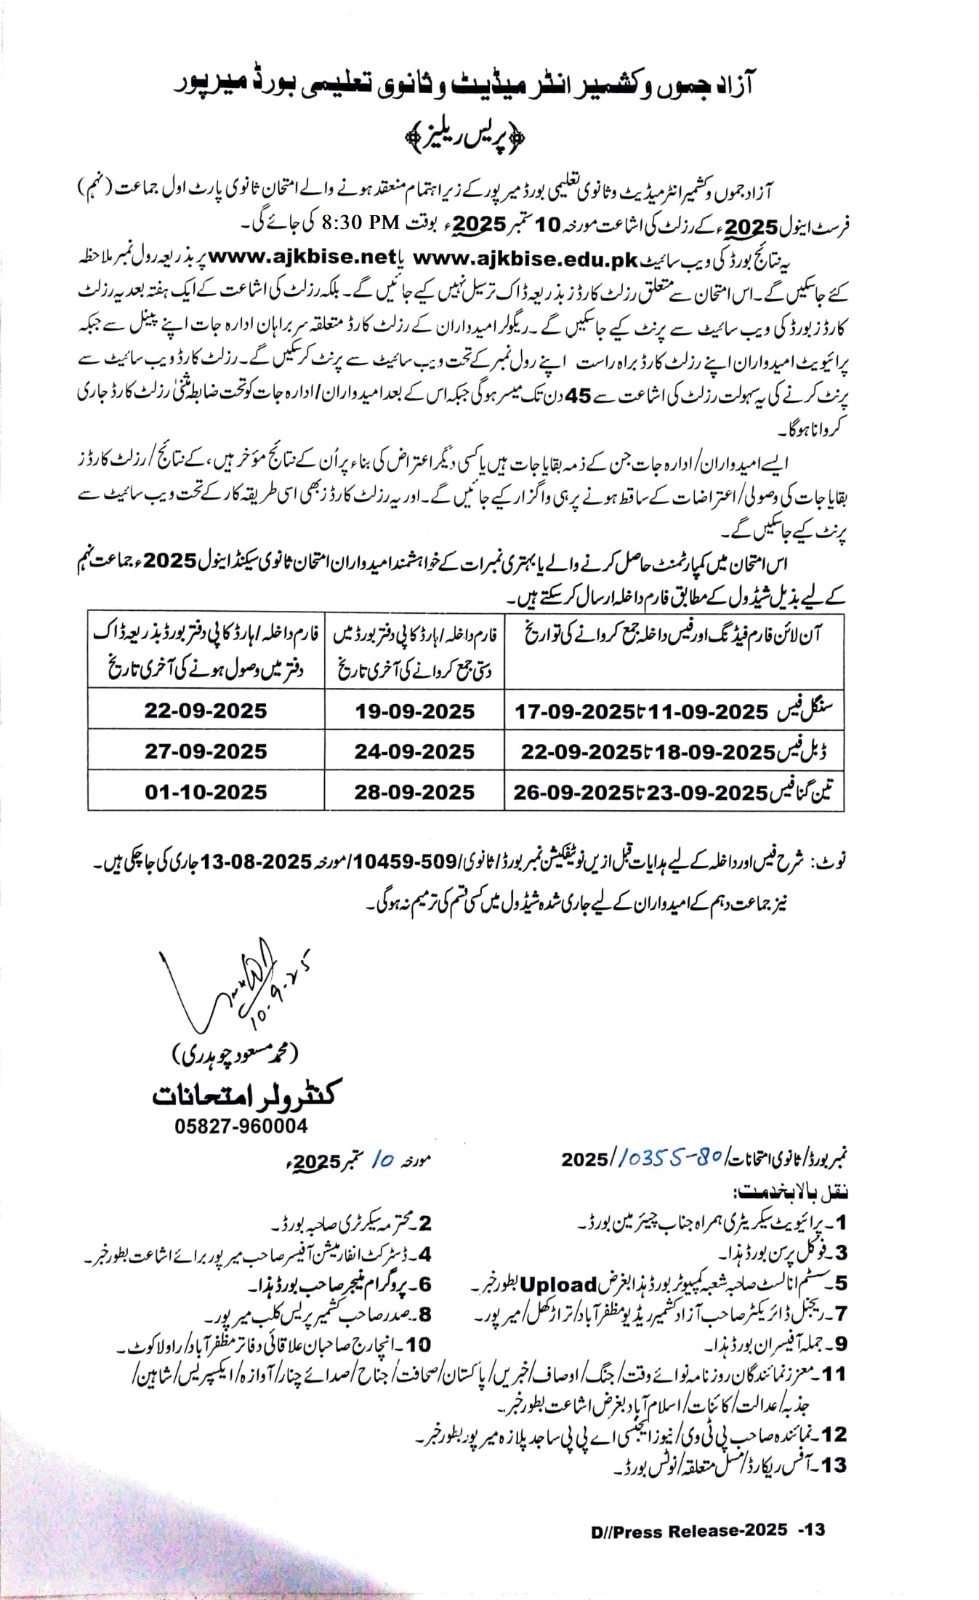 آزاد جموں و کشمیر انٹر میڈیٹ و ثانوی تعلیمی بورڈ میرپور
﴿پریس ریلیز﴾
آزاد جموں و کشمیر انٹرمیڈیٹ و ثانوی تعلیمی بورڈ میرپور کے زیر اہتمام منعقد ہونے والے امتحان ثانوی پارٹ اول جماعت (نہم)
فرسٹ اینول 2025ء کے رزلٹ کی اشاعت مورخہ 10 ستمبر 2025ء بوقت 8:30 PM کی جائے گی۔
یہ نتائج بورڈ کی ویب سائیٹ www.ajkbise.edu.pk یا www.ajkbise.net پر بذریعہ رول نمبر ملاحظہ
کئے جاسکیں گے۔ اس امتحان سے متعلق رزلٹ کارڈز بذریعہ ڈاک ترسیل نہیں کیے جائیں گے۔ بلکہ رزلٹ کی اشاعت کے ایک ہفتہ بعد یہ رزلٹ
کارڈز بورڈ کی ویب سائیٹ سے پرنٹ کیے جاسکیں گے۔ ریگولر امیدواران کے رزلٹ کارڈ متعلقہ سربراہان ادارہ جات اپنے پینل سے جبکہ
پرائیویٹ امیدواران اپنے رزلٹ کارڈ براہ راست اپنے رول نمبر کے تحت ویب سائیٹ سے پرنٹ کرسکیں گے۔ رزلٹ کارڈ ویب سائیٹ سے
پرنٹ کرنے کی یہ سہولت رزلٹ کی اشاعت سے 45 دن تک میسر ہوگی جبکہ اس کے بعد امیدواران/ادارہ جات کو تحت ضابطہ مثنیٰ رزلٹ کارڈ جاری
کروانا ہوگا۔
ایسے امیدواران/ادارہ جات جن کے ذمہ بقایا جات ہیں یا کسی دیگر اعتراض کی بناء پر اُن کے نتائج مؤخر ہیں، کے نتائج/رزلٹ کارڈز
بقایا جات کی وصولی/اعتراضات کے ساقط ہونے پر ہی واگزار کیے جائیں گے۔ اور یہ رزلٹ کارڈز بھی اسی طریقہ کار کے تحت ویب سائیٹ سے
پرنٹ کیے جاسکیں گے۔
اس امتحان میں کمپارٹمنٹ حاصل کرنے والے یا بہتری نمبرات کے خواہشمند امیدواران امتحان ثانوی سیکنڈ اینول 2025ء جماعت نہم
کے لیے بذیل شیڈول کے مطابق فارم داخلہ ارسال کرسکتے ہیں۔
آن لائن فارم فیڈنگ اور فیس داخلہ جمع کروانے کی تواریخ
فارم داخلہ/ہارڈ کاپی دفتر بورڈ میں
دستی جمع کروانے کی آخری تاریخ
فارم داخلہ/ہارڈ کاپی دفتر بورڈ بذریعہ ڈاک
دفتر میں وصول ہونے کی آخری تاریخ
سنگل فیس 11-09-2025 تا 17-09-2025 19-09-2025 22-09-2025
ڈبل فیس 18-09-2025 تا 22-09-2025 24-09-2025 27-09-2025
تین گنا فیس 23-09-2025 تا 26-09-2025 28-09-2025 01-10-2025
نوٹ: شرح فیس اور داخلہ کے لیے ہدایات قبل ازیں نوٹیفکیشن نمبر بورڈ/ثانوی/509-10459/مورخہ 13-08-2025 جاری کی جاچکی ہیں۔
نیز جماعت دہم کے امیدواران کے لیے جاری شدہ شیڈول میں کسی قسم کی ترمیم نہ ہوگی۔
10-9-25
(محمد مسعود چوہدری)
کنٹرولر امتحانات
05827-960004
نمبر بورڈ/ثانوی امتحانات/10355-80/2025 مورخہ 10 ستمبر 2025ء
نقل بالا بخدمت:
1۔ پرائیویٹ سیکریٹری ہمراہ جناب چیئرمین بورڈ۔ 2۔ محترمہ سیکرٹری صاحبہ بورڈ۔
3۔ فوکل پرسن بورڈ ہذا۔ 4۔ ڈسٹرکٹ انفارمیشن آفیسر صاحب میرپور برائے اشاعت بطور خبر۔
5۔ سسٹم انالسٹ صاحبہ شعبہ کمپیوٹر بورڈ ہذا بغرض Upload بطور خبر۔ 6۔ پروگرام منیجر صاحب بورڈ ہذا۔
7۔ ریجنل ڈائریکٹر صاحب آزاد کشمیر ریڈیو مظفرآباد/تراڑکھل/میرپور۔ 8۔ صدر صاحب کشمیر پریس کلب میرپور۔
9۔ جملہ آفیسران بورڈ ہذا۔ 10۔ انچارج صاحبان علاقائی دفاتر مظفرآباد/راولاکوٹ۔
11۔ معزز نمائندگان روزنامہ نوائے وقت/جنگ/اوصاف/خبریں/پاکستان/صحافت/جناح/صدائے چنار/آوازہ/ایکسپریس/شاہین/
جذبہ/عدالت/کائنات/اسلام آباد بغرض اشاعت بطور خبر۔
12۔ نمائندہ صاحب پی ٹی وی/نیوز ایجنسی اے پی پی ساجد پلازہ میرپور بطور خبر۔
13۔ آفس ریکارڈ/مسل متعلقہ/نوٹس بورڈ۔
D//Press Release-2025 -13